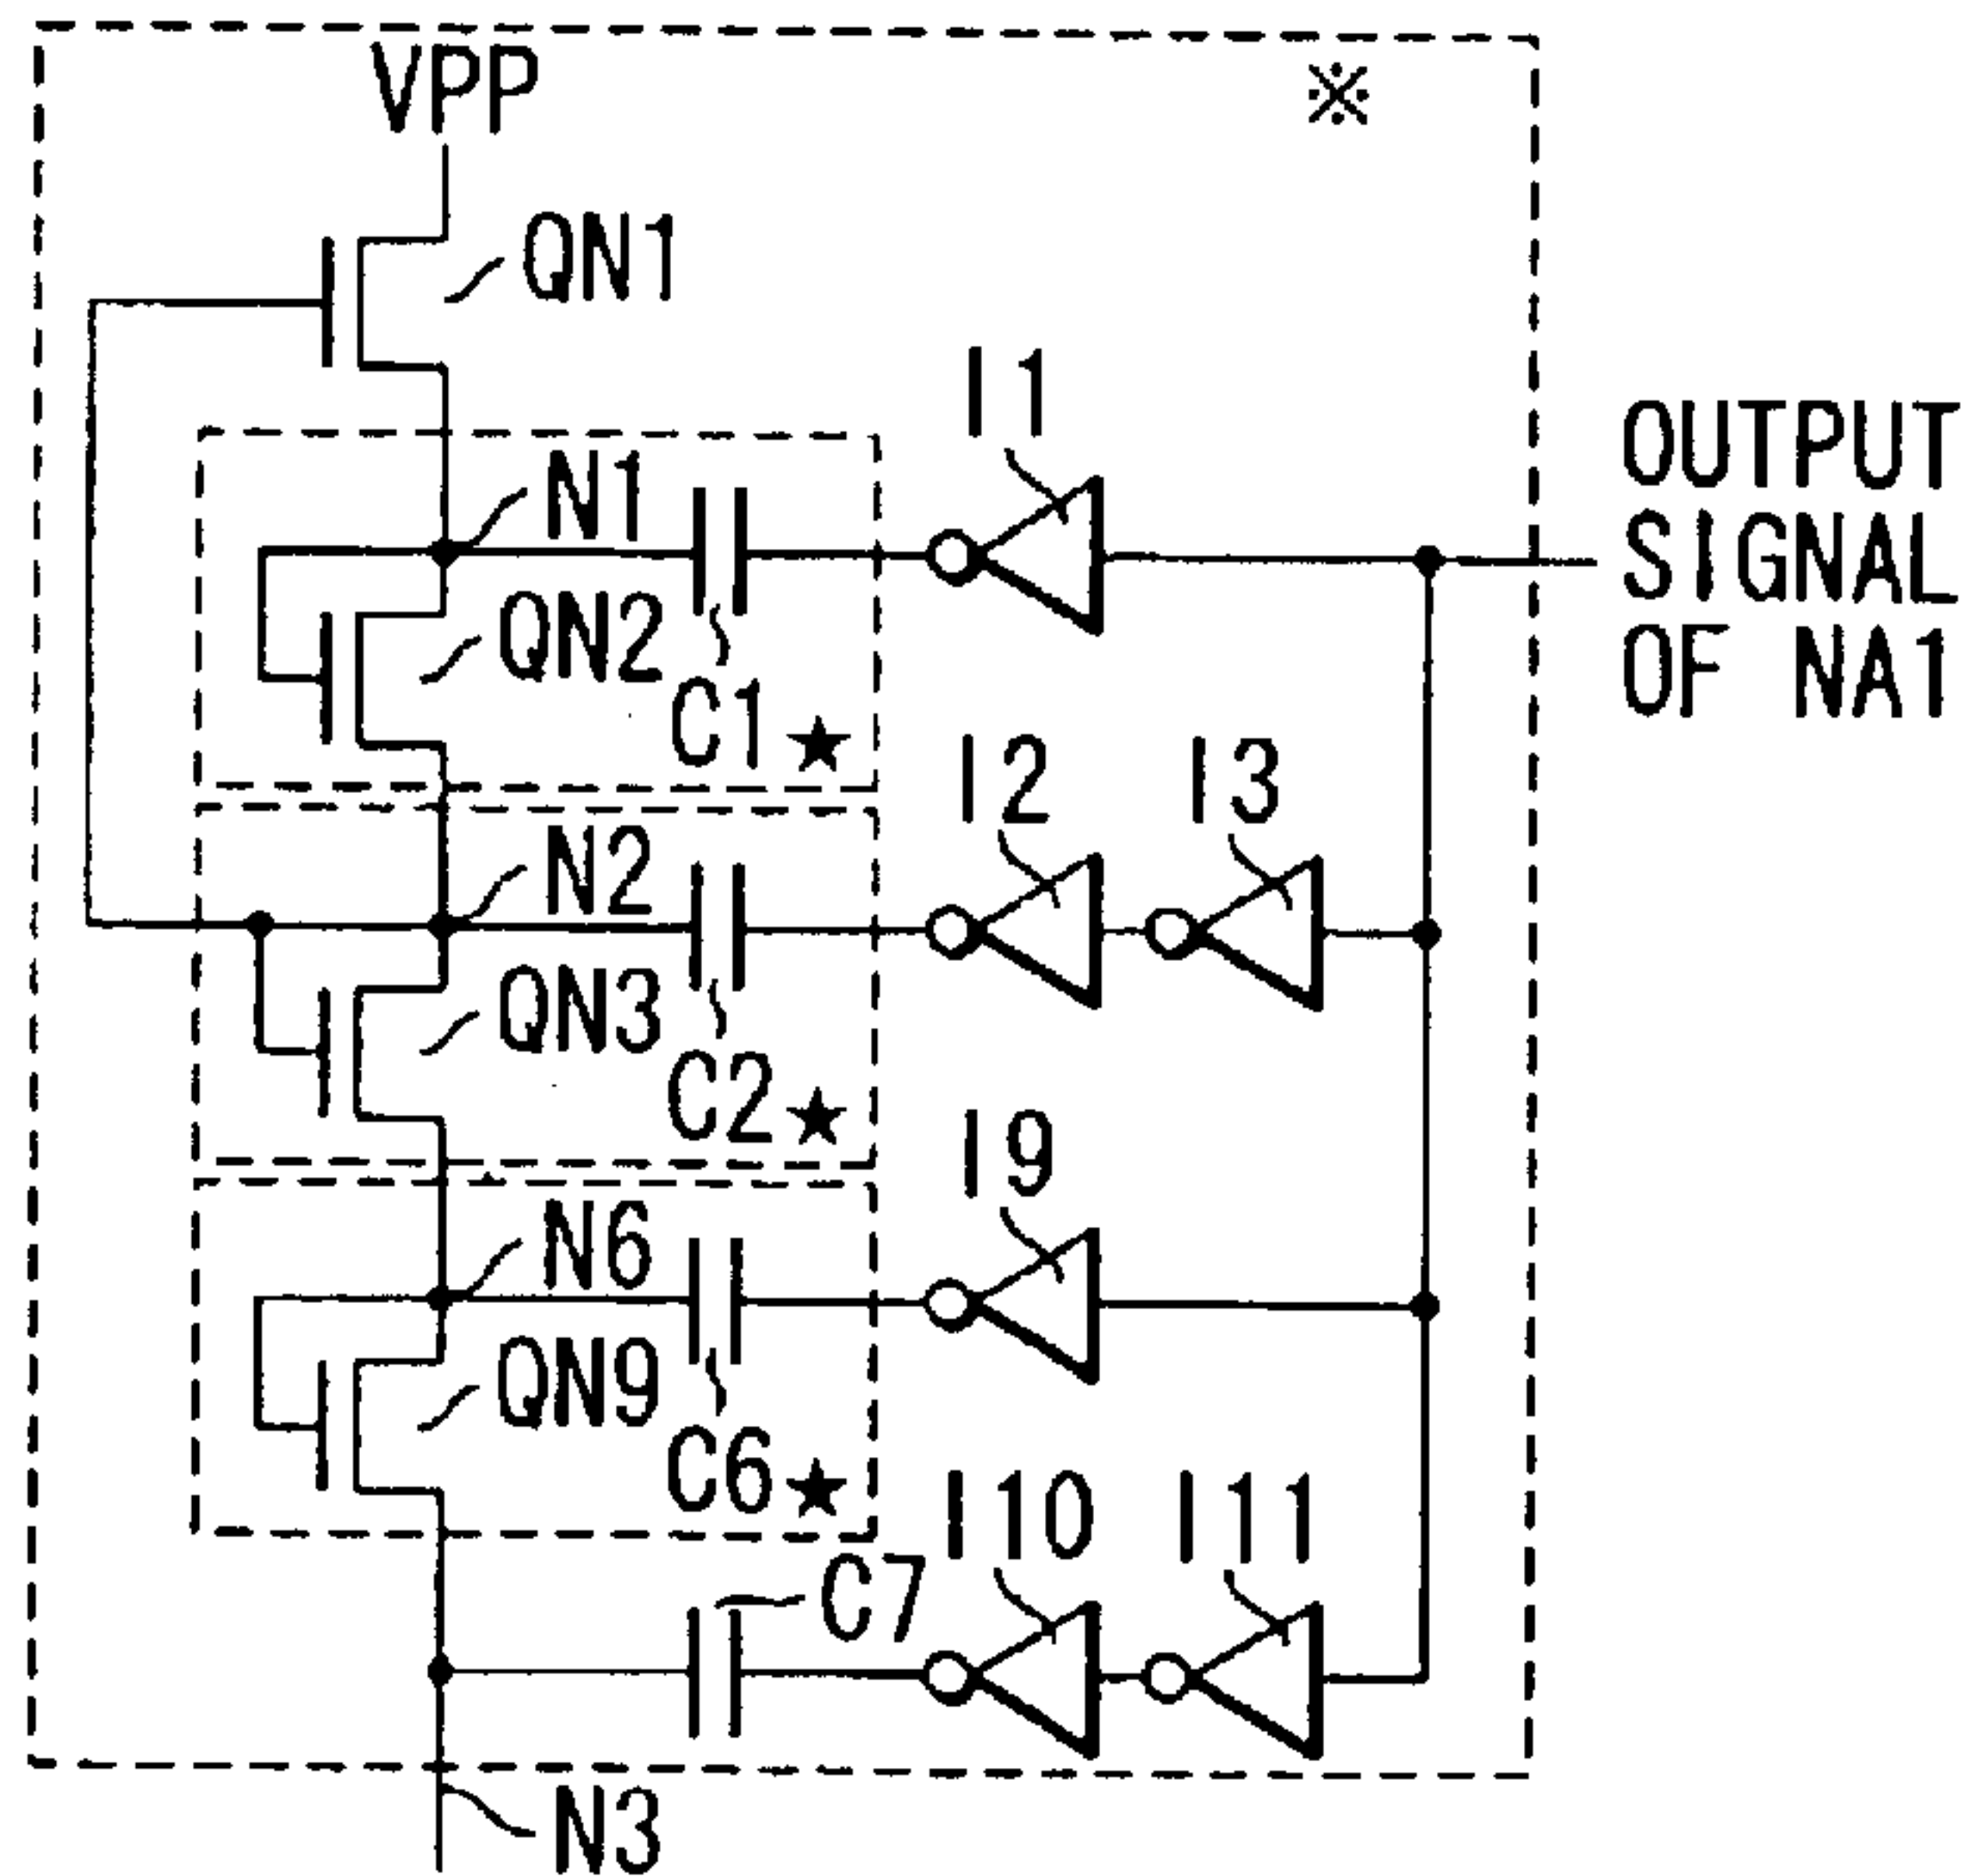 VPP
※
QN1
I1
N1
OUTPUT
SIGNAL
OF NA1
QN2
C1★
I2
I3
N2
QN3
C2★
I9
N6
QN9
C6★
I10
I11
C7
N3